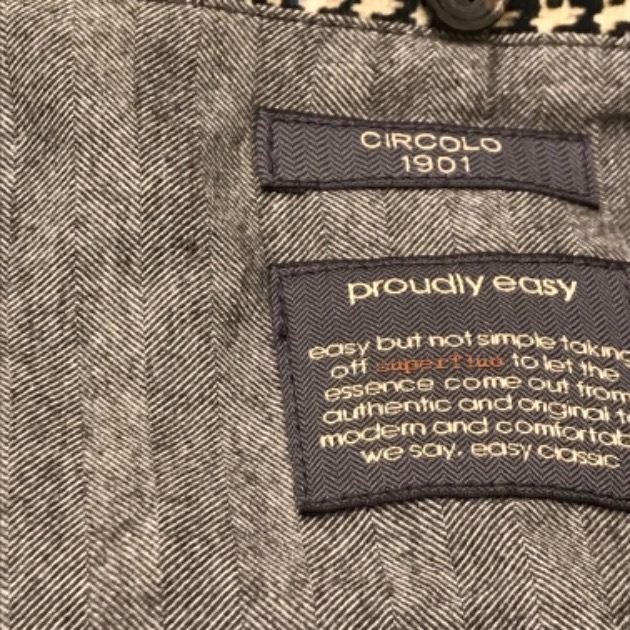 CIRCOLO
1901
proudly easy
easy but not simple taking
off superfluo to let the
essence come out from
authentic and original to
modern and comfortab
we say, easy classic